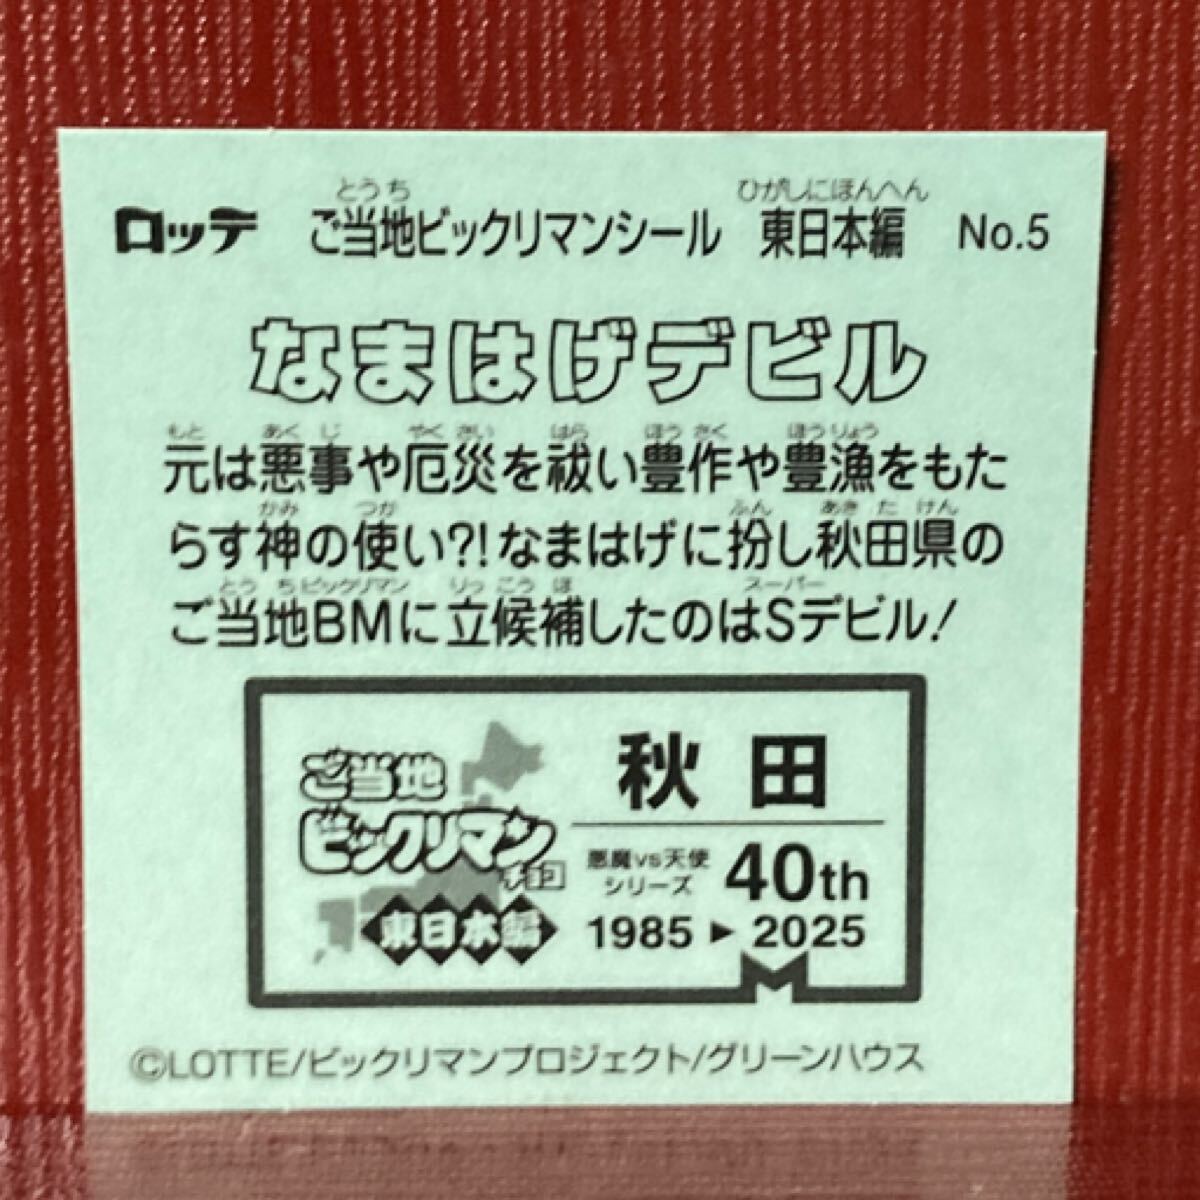 ロッテ ご当地ビックリマンシール 東日本編 No.5
なまはげデビル
元は悪事や厄災を祓い豊作や豊漁をもた
らす神の使い?!なまはげに扮し秋田県の
ご当地BMに立候補したのはSデビル!
ご当地
ビックリマン
チョコ
東日本編
秋田
悪魔vs天使
シリーズ 40th
1985▶2025
©LOTTE/ビックリマンプロジェクト/グリーンハウス